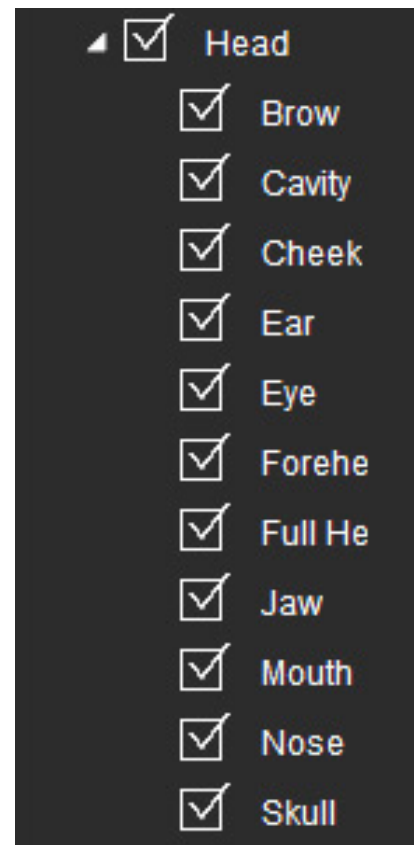 Head
Brow
Cavity
Cheek
Ear
Eye
Forehe
Full He
Jaw
Mouth
Nose
Skull